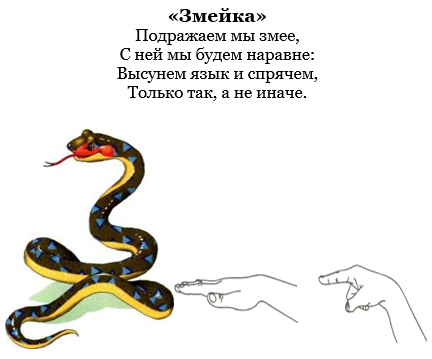 «Змейка»
Подражаем мы змее,
С ней мы будем наравне:
Высунем язык и спрячем,
Только так, а не иначе.